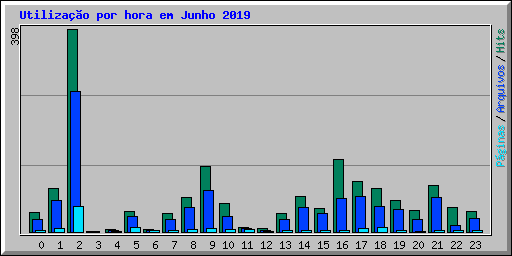 Utilização por hora em Junho 2019
398
Páginas / Arquivos / Hits
0 1 2 3 4 5 6 7 8 9 10 11 12 13 14 15 16 17 18 19 20 21 22 23